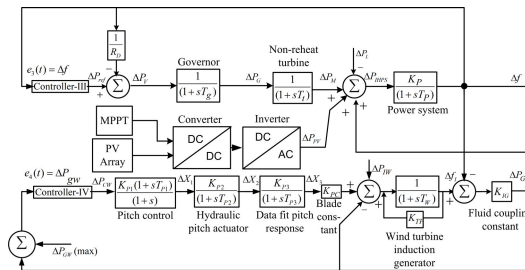 1
R_D
Non-reheat
turbine
Governor
e_3(t) = Δf
ΔP_ref
ΔP_V
ΔP_G
ΔP_M
ΔP_L
ΔP_HPS
Δf
Controller-III
1
(1+sT_g)
1
(1+sT_t)
K_P
(1+sT_P)
Power system
MPPT
PV
Array
Converter
DC
DC
Inverter
DC
AC
ΔP_PV
e_4(t) = ΔP_gw
ΔP_CW
Controller-IV
K_P1(1+sT_P1)
(1+s)
Pitch control
ΔX_1
K_P2
(1+sT_P2)
Hydraulic
pitch actuator
ΔX_2
K_P3
(1+sT_P3)
Data fit pitch
response
ΔX_3
K_PC
Blade
constant
ΔP_IW
1
(1+sT_W)
K_TP
Wind turbine
induction
generator
Δf_1
K_IG
Fluid coupling
constant
ΔP_GW(max)